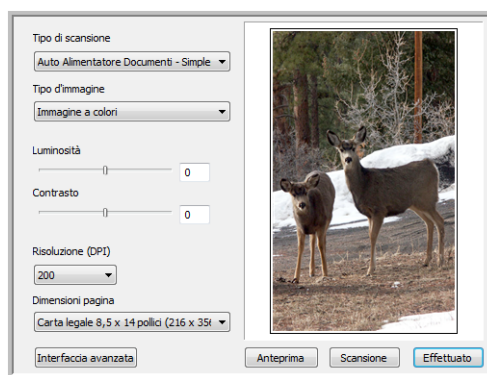 Tipo di scansione
Auto Alimentatore Documenti - Simple
Tipo d'immagine
Immagine a colori
Luminosità
0
Contrasto
0
Risoluzione (DPI)
200
Dimensioni pagina
Carta legale 8,5 x 14 pollici (216 x
Interfaccia avanzata
Anteprima
Scansione
Effettuato